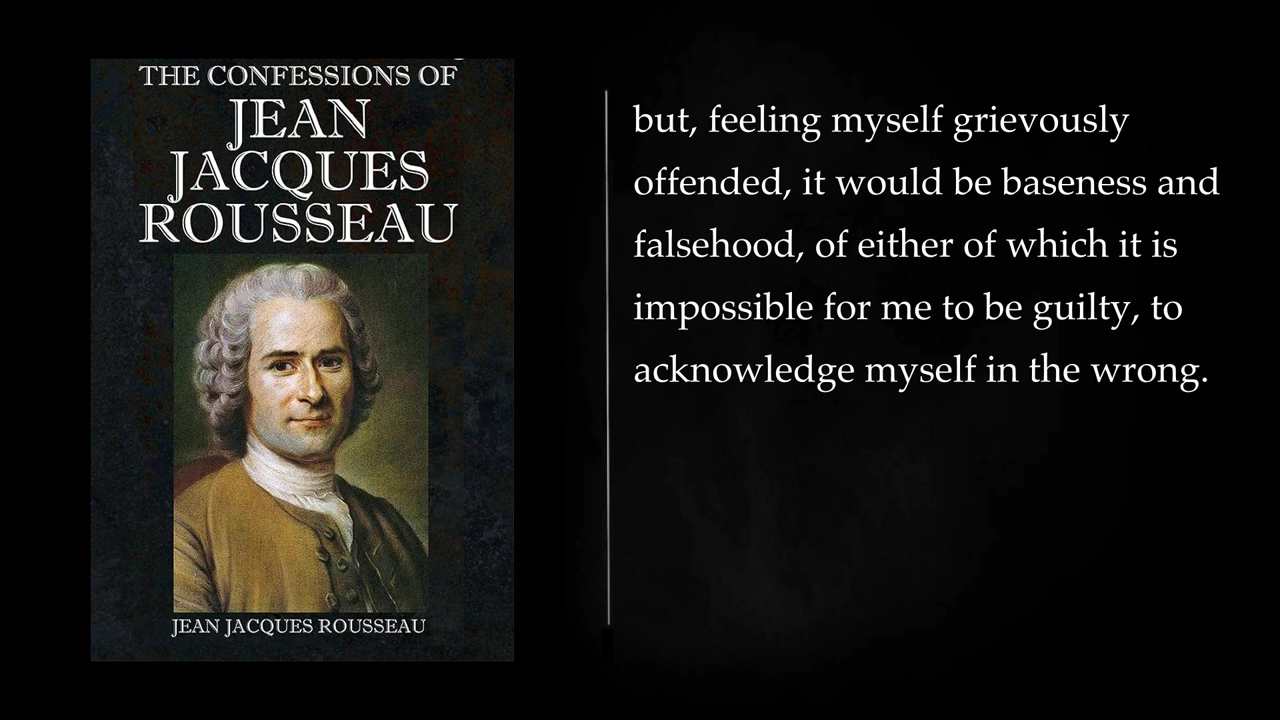 THE CONFESSIONS OF
JEAN
JACQUES
ROUSSEAU
JEAN JACQUES ROUSSEAU
but, feeling myself grievously
offended, it would be baseness and
falsehood, of either of which it is
impossible for me to be guilty, to
acknowledge myself in the wrong.